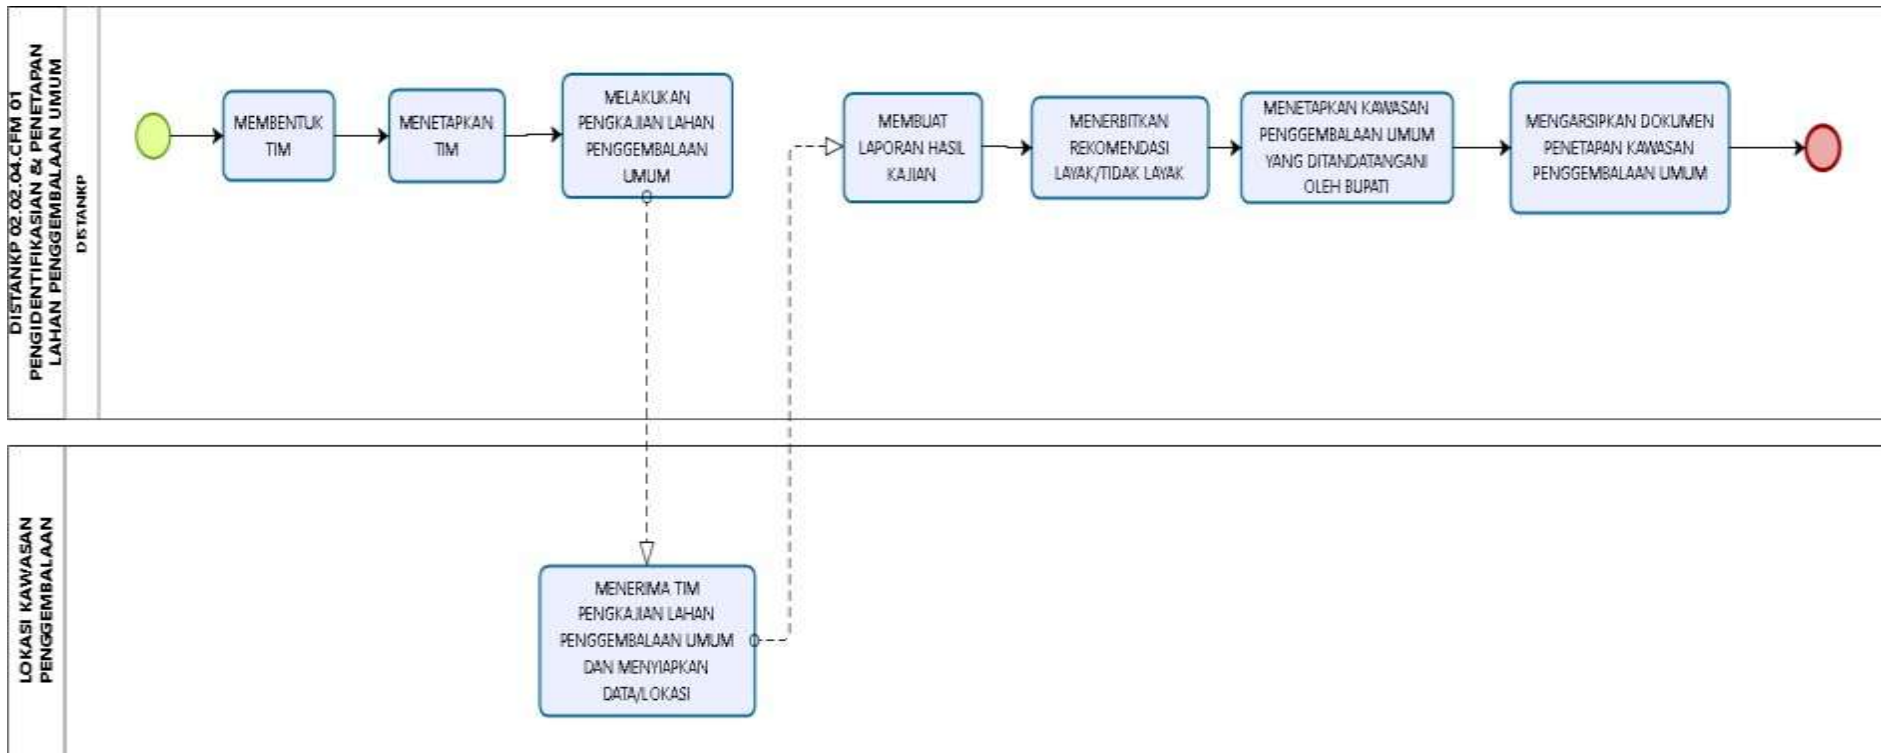 DISTANKP 02.02.04.CFM 01
PENGIDENTIFIKASIAN & PENETAPAN
LAHAN PENGGEMBALAAN UMUM
DISTANKP
MEMBENTUK
TIM
MENETAPKAN
TIM
MELAKUKAN
PENGKAJIAN LAHAN
PENGGEMBALAAN
UMUM
MEMBUAT
LAPORAN HASIL
KAJIAN
MENERBITKAN
REKOMENDASI
LAYAK/TIDAK LAYAK
MENETAPKAN KAWASAN
PENGGEMBALAAN UMUM
YANG DITANDATANGANI
OLEH BUPATI
MENGARSIPKAN DOKUMEN
PENETAPAN KAWASAN
PENGGEMBALAAN UMUM
LOKASI KAWASAN
PENGGEMBALAAN
MENERIMA TIM
PENGKAJIAN LAHAN
PENGGEMBALAAN UMUM
DAN MENYIAPKAN
DATA/LOKASI